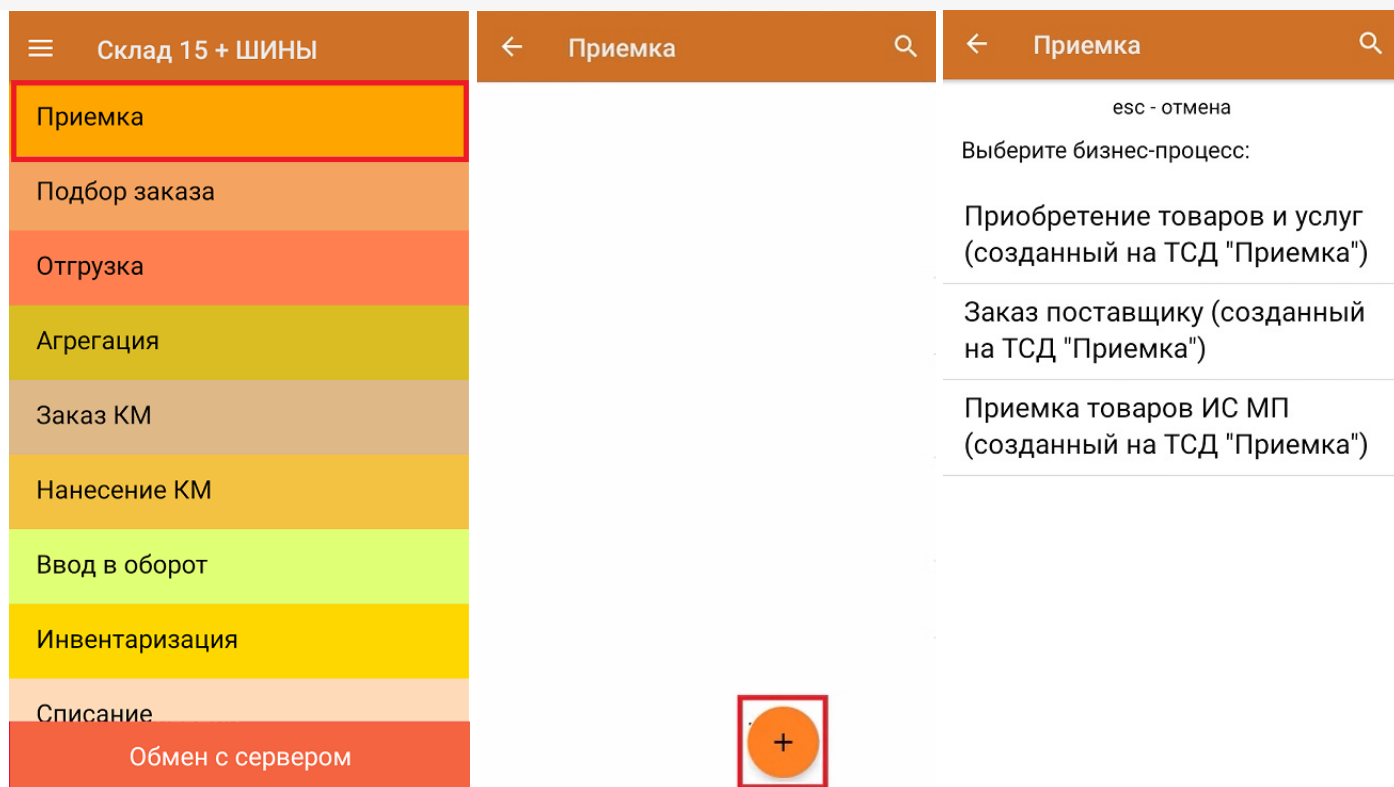 Склад 15 + ШИНЫ
Приемка
Подбор заказа
Отгрузка
Агрегация
Заказ КМ
Нанесение КМ
Ввод в оборот
Инвентаризация
Списание
Обмен с сервером
Приемка
+
Приемка
esc - отмена
Выберите бизнес-процесс:
Приобретение товаров и услуг
(созданный на ТСД "Приемка")
Заказ поставщику (созданный
на ТСД "Приемка")
Приемка товаров ИС МП
(созданный на ТСД "Приемка")